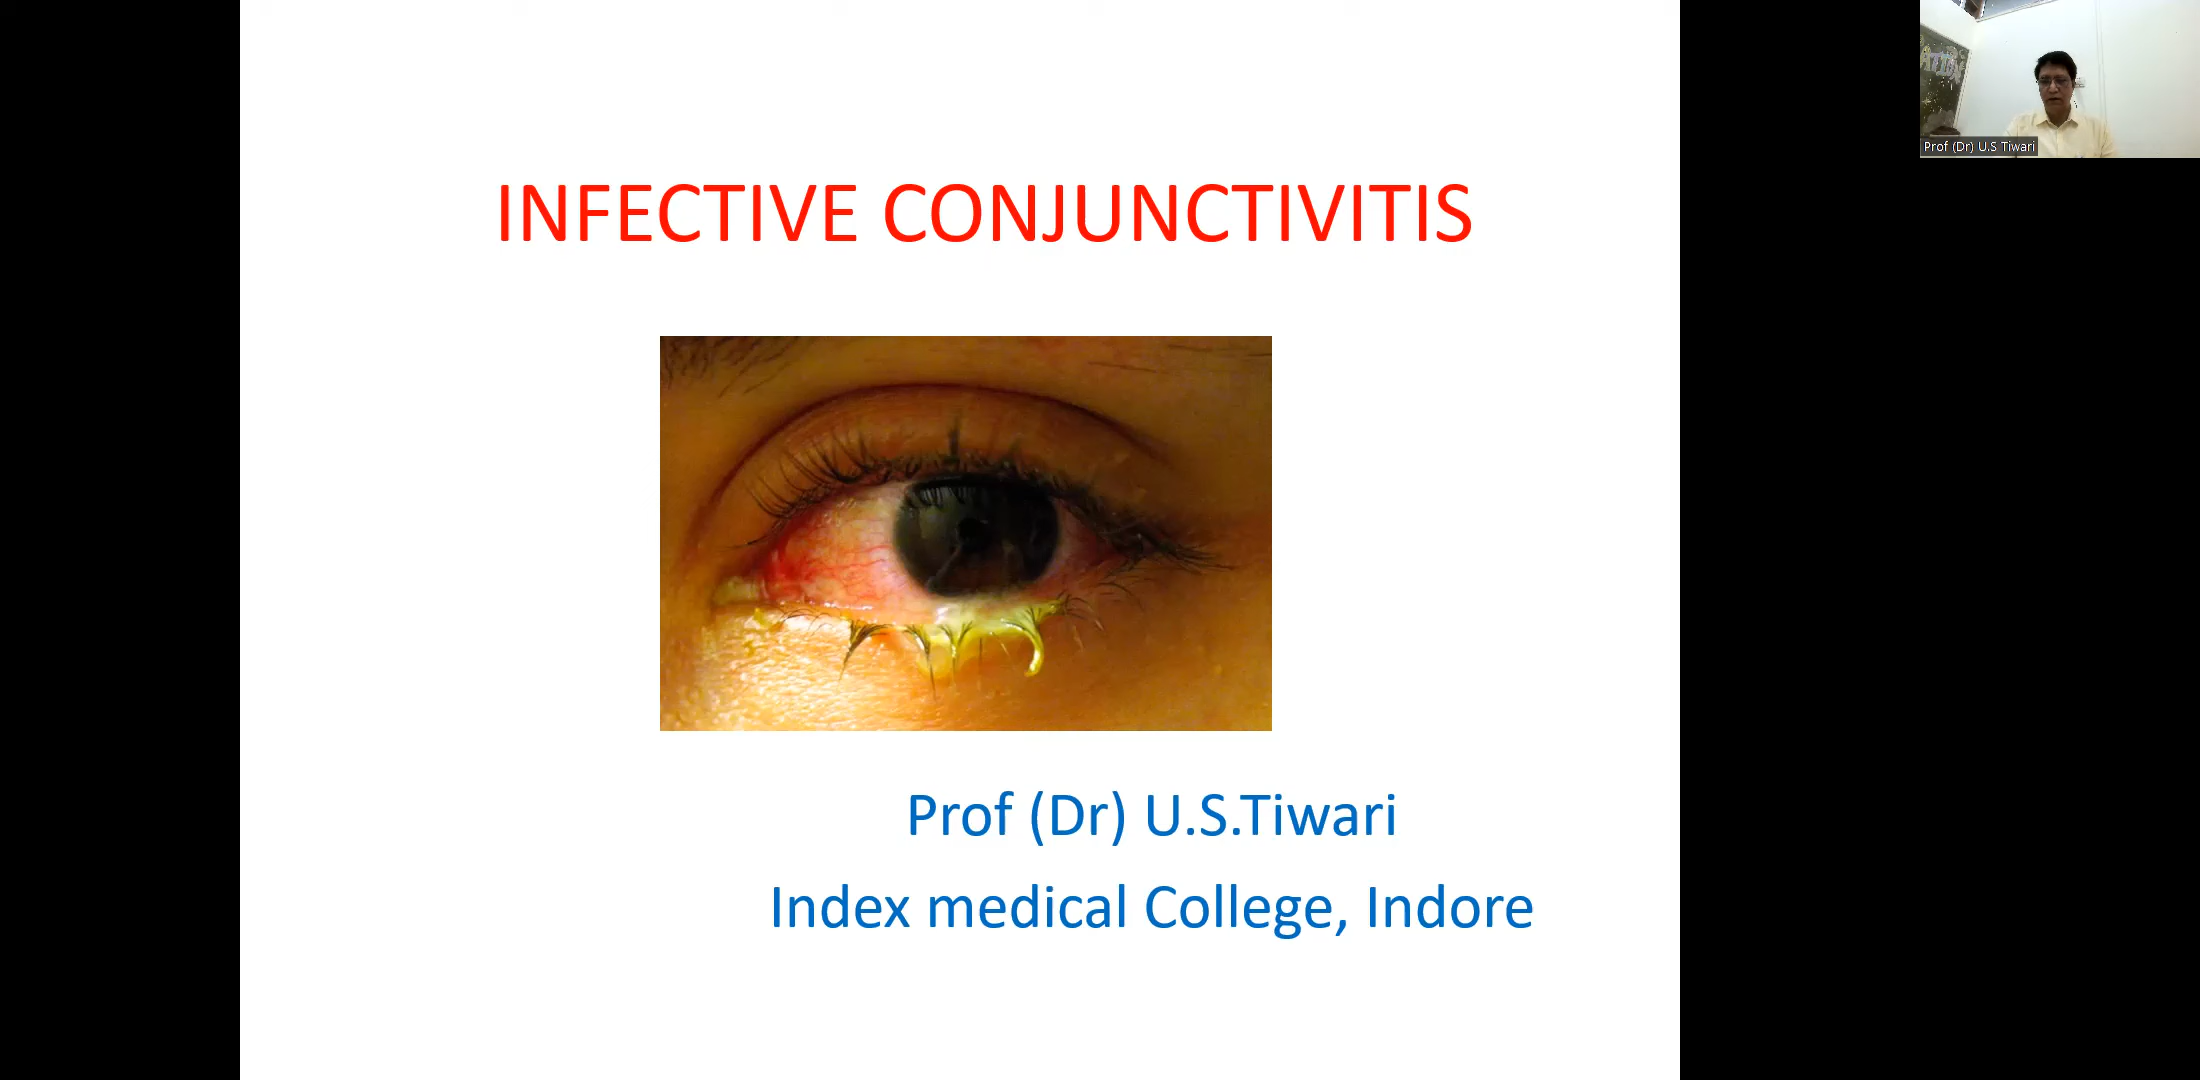 INFECTIVE CONJUNCTIVITIS
Prof (Dr) U.S.Tiwari
Index medical College, Indore
Prof (Dr) U.S Tiwari